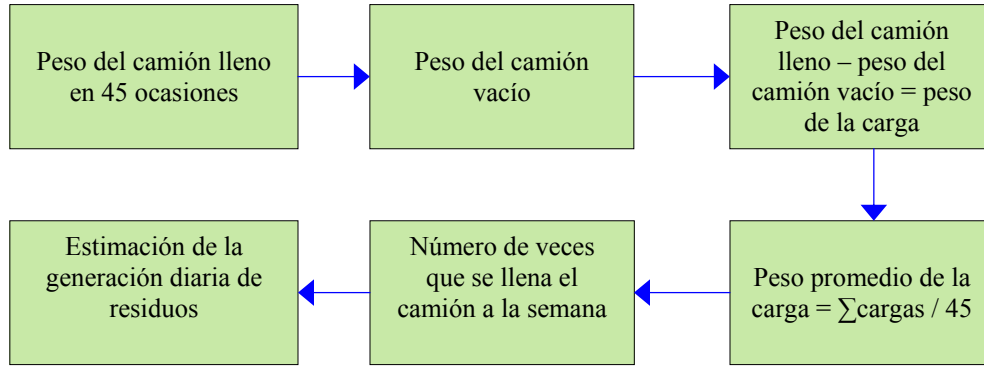 Peso del camión lleno
en 45 ocasiones
Peso del camión
vacío
Peso del camión
lleno – peso del
camión vacío = peso
de la carga
Peso promedio de la
carga = ∑cargas / 45
Número de veces
que se llena el
camión a la semana
Estimación de la
generación diaria de
residuos